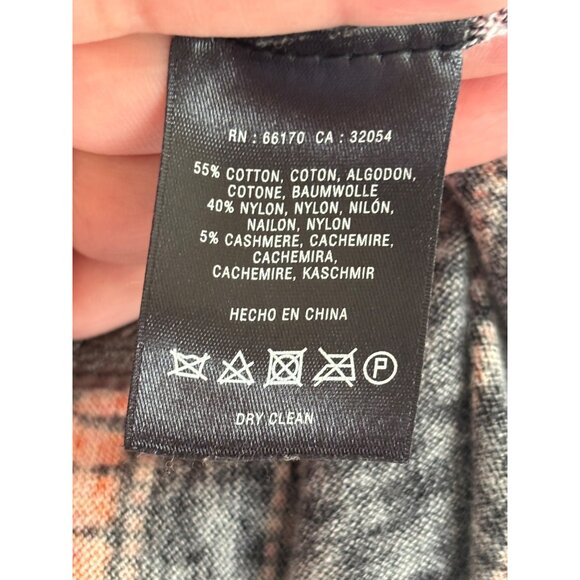 RN : 66170 CA : 32054
55% COTTON, COTON, ALGODON,
COTONE, BAUMWOLLE
40% NYLON, NYLON, NILÓN,
NAILON, NYLON
5% CASHMERE, CACHEMIRE,
CACHEMIRA,
CACHEMIRE, KASCHMIR
HECHO EN CHINA
P
DRY CLEAN